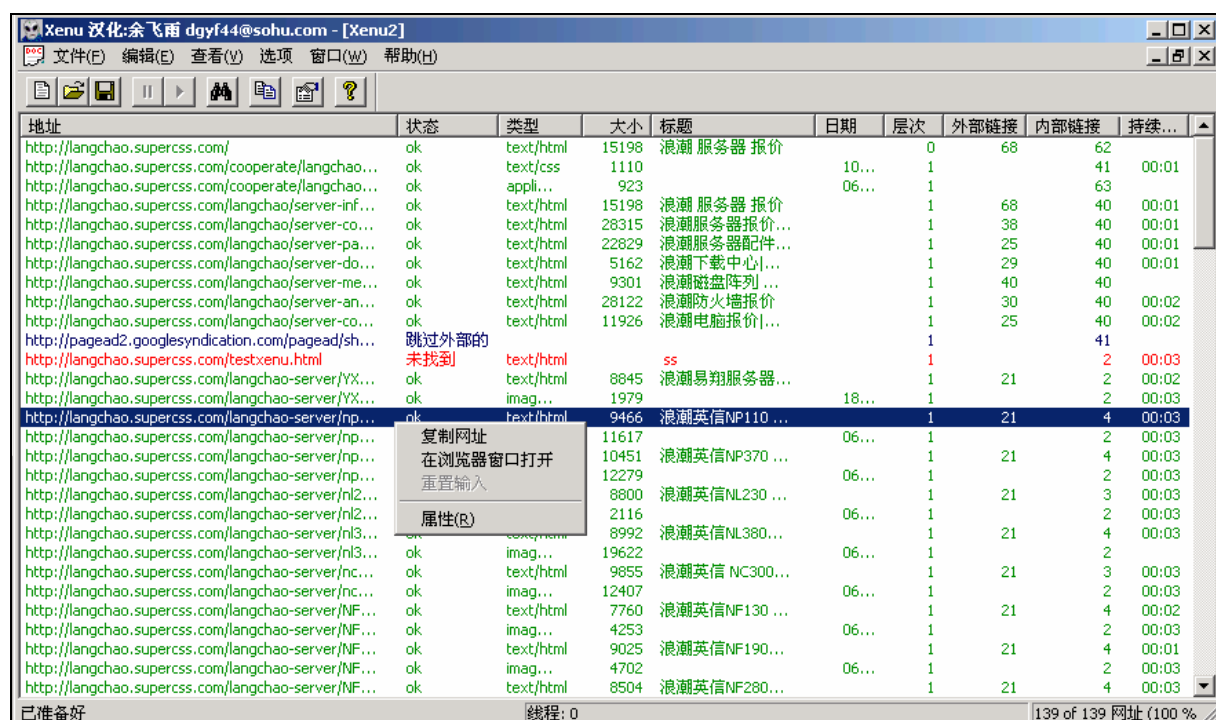 Xenu 汉化:余飞雨 dgyf44@sohu.com - [Xenu2]
文件(F) 编辑(E) 查看(V) 选项 窗口(W) 帮助(H)
地址 状态 类型 大小 标题 日期 层次 外部链接 内部链接 持续...
http://langchao.supercss.com/ ok text/html 15198 浪潮 服务器 报价 0 68 62
http://langchao.supercss.com/cooperate/langchao... ok text/css 1110 10... 1 41 00:01
http://langchao.supercss.com/cooperate/langchao... ok appli... 923 06... 1 63
http://langchao.supercss.com/langchao/server-inf... ok text/html 15198 浪潮 服务器 报价 1 68 40 00:01
http://langchao.supercss.com/langchao/server-co... ok text/html 28315 浪潮服务器报价... 1 38 40 00:01
http://langchao.supercss.com/langchao/server-pa... ok text/html 22829 浪潮服务器配件... 1 25 40 00:01
http://langchao.supercss.com/langchao/server-do... ok text/html 5162 浪潮下载中心|... 1 29 40 00:01
http://langchao.supercss.com/langchao/server-me... ok text/html 9301 浪潮磁盘阵列 ... 1 40 40
http://langchao.supercss.com/langchao/server-an... ok text/html 28122 浪潮防火墙报价 1 30 40 00:02
http://langchao.supercss.com/langchao/server-co... ok text/html 11926 浪潮电脑报价|... 1 25 40 00:02
http://pagead2.googlesyndication.com/pagead/sh... 跳过外部的 1 41
http://langchao.supercss.com/testxenu.html 未找到 text/html ss 1 2 00:03
http://langchao.supercss.com/langchao-server/YX... ok text/html 8845 浪潮易翔服务器... 1 21 2 00:02
http://langchao.supercss.com/langchao-server/YX... ok imag... 1979 18... 1 2 00:03
http://langchao.supercss.com/langchao-server/np... ok text/html 9466 浪潮英信NP110 ... 1 21 4 00:03
http://langchao.supercss.com/langchao-server/np... 11617 06... 1 2 00:03
http://langchao.supercss.com/langchao-server/np... 10451 浪潮英信NP370 ... 1 21 4 00:03
http://langchao.supercss.com/langchao-server/np... 12279 06... 1 2 00:03
http://langchao.supercss.com/langchao-server/nl2... 8800 浪潮英信NL230 ... 1 21 3 00:03
http://langchao.supercss.com/langchao-server/nl2... 2116 06... 1 2 00:03
http://langchao.supercss.com/langchao-server/nl3... 8992 浪潮英信NL380... 1 21 4 00:03
复制网址
在浏览器窗口打开
重置输入
属性(R)
http://langchao.supercss.com/langchao-server/nl3... ok imag... 19622 06... 1 2
http://langchao.supercss.com/langchao-server/nc... ok text/html 9855 浪潮英信 NC300... 1 21 3 00:03
http://langchao.supercss.com/langchao-server/nc... ok imag... 12407 06... 1 2 00:03
http://langchao.supercss.com/langchao-server/NF... ok text/html 7760 浪潮英信NF130 ... 1 21 4 00:02
http://langchao.supercss.com/langchao-server/NF... ok imag... 4253 06... 1 2 00:03
http://langchao.supercss.com/langchao-server/NF... ok text/html 9025 浪潮英信NF190... 1 21 4 00:01
http://langchao.supercss.com/langchao-server/NF... ok imag... 4702 06... 1 2 00:03
http://langchao.supercss.com/langchao-server/NF... ok text/html 8504 浪潮英信NF280... 1 21 4 00:03
已准备好 线程: 0 139 of 139 网址 (100 %